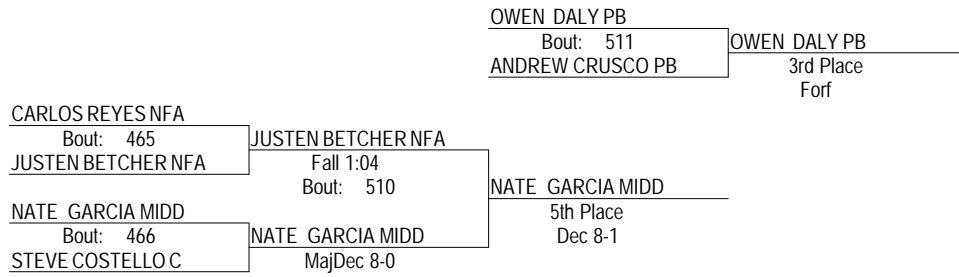 OWEN DALY PB
Bout: 511
OWEN DALY PB
ANDREW CRUSCO PB
3rd Place
Forf
CARLOS REYES NFA
Bout: 465
JUSTEN BETCHER NFA
JUSTEN BETCHER NFA
Fall 1:04
Bout: 510
NATE GARCIA MIDD
NATE GARCIA MIDD
5th Place
Bout: 466
NATE GARCIA MIDD
Dec 8-1
STEVE COSTELLO C
MajDec 8-0